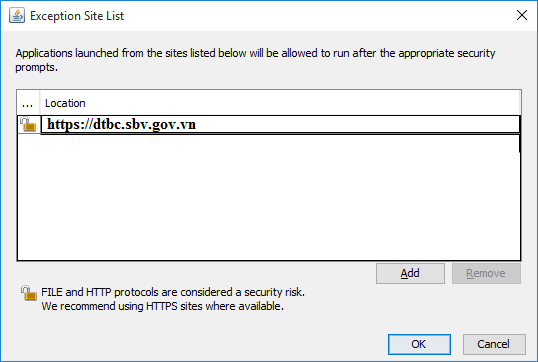 Exception Site List
Applications launched from the sites listed below will be allowed to run after the appropriate security
prompts.
... Location
https://dtbc.sbv.gov.vn
Add Remove
FILE and HTTP protocols are considered a security risk.
We recommend using HTTPS sites where available.
OK Cancel